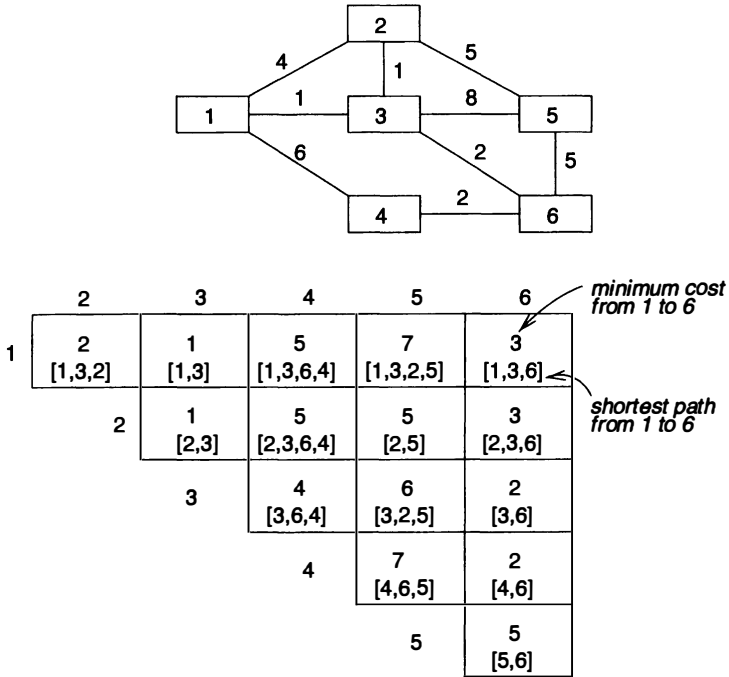 2
4
5
1
1
1
3
8
5
6
2
5
4
2
6
2 3 4 5 6
minimum cost
from 1 to 6
1
2 1 5 7 3
[1,3,2] [1,3] [1,3,6,4] [1,3,2,5] [1,3,6]
shortest path
from 1 to 6
2
1 5 5 3
[2,3] [2,3,6,4] [2,5] [2,3,6]
3
4 6 2
[3,6,4] [3,2,5] [3,6]
4
7 2
[4,6,5] [4,6]
5
5
[5,6]